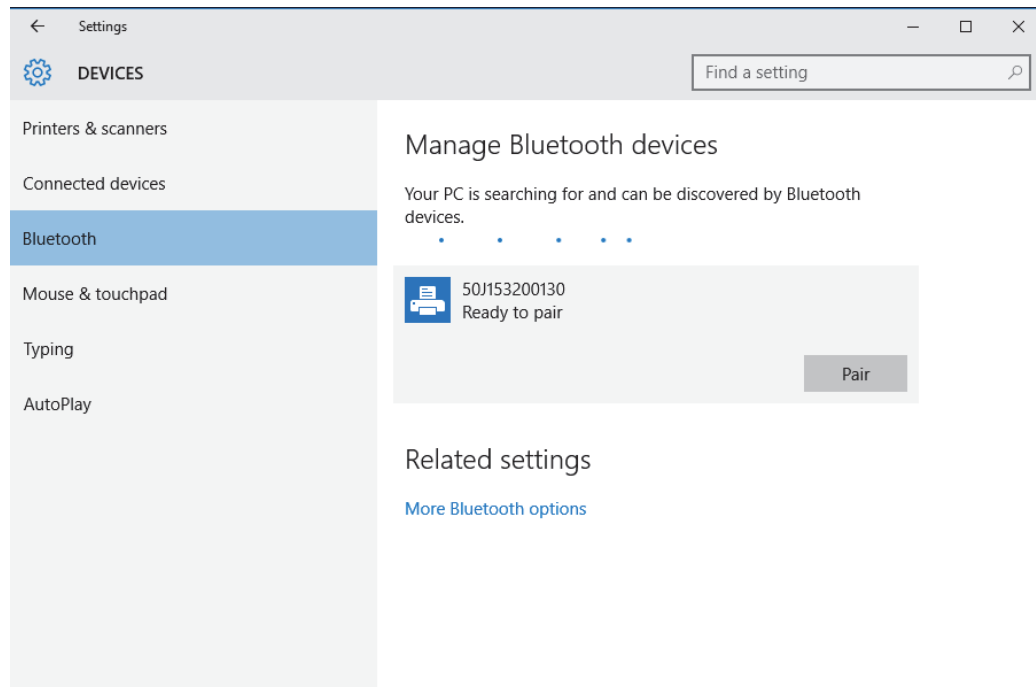 Settings
DEVICES
Find a setting
Printers & scanners
Connected devices
Bluetooth
Mouse & touchpad
Typing
AutoPlay
Manage Bluetooth devices
Your PC is searching for and can be discovered by Bluetooth
devices.
50J153200130
Ready to pair
Pair
Related settings
More Bluetooth options